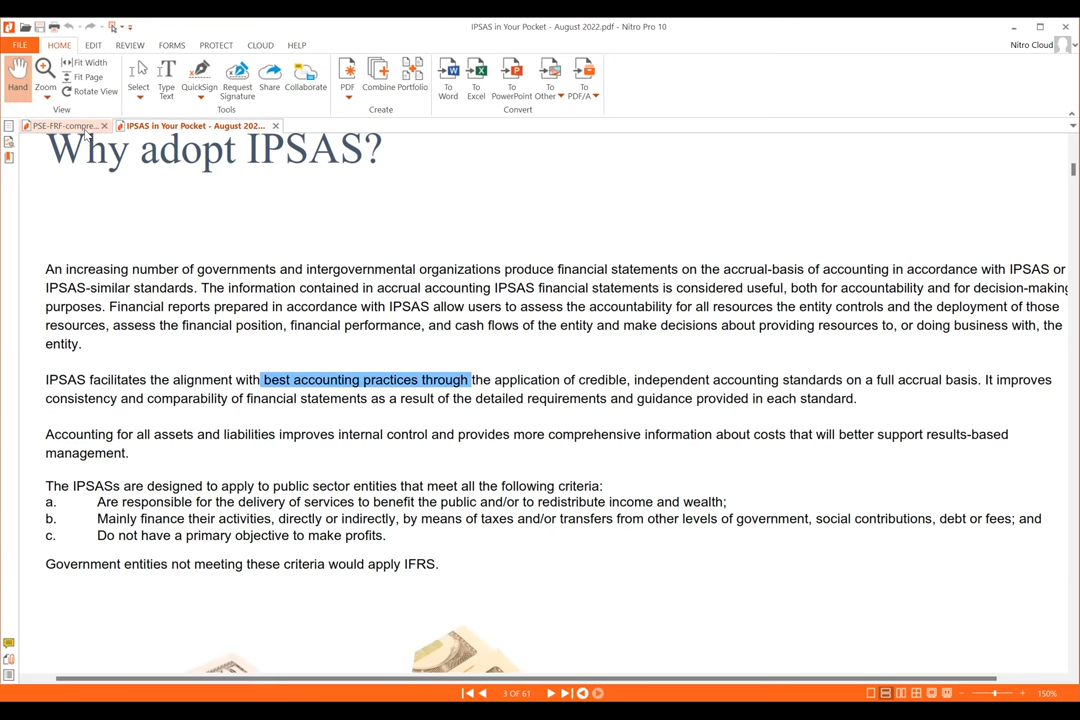 IPSAS in Your Pocket - August 2022.pdf - Nitro Pro 10
FILE HOME EDIT REVIEW FORMS PROTECT CLOUD HELP
Nitro Cloud
Hand
Zoom
Fit Width
Fit Page
Rotate View
Select
Type Text
QuickSign
Request Signature
Share
Collaborate
PDF
Combine
Portfolio
To Word
To Excel
To PowerPoint
To Other
To PDF/A
View
Tools
Create
Convert
PSE-FRF-compre...
IPSAS in Your Pocket - August 202...
Why adopt IPSAS?
An increasing number of governments and intergovernmental organizations produce financial statements on the accrual-basis of accounting in accordance with IPSAS or
IPSAS-similar standards. The information contained in accrual accounting IPSAS financial statements is considered useful, both for accountability and for decision-making
purposes. Financial reports prepared in accordance with IPSAS allow users to assess the accountability for all resources the entity controls and the deployment of those
resources, assess the financial position, financial performance, and cash flows of the entity and make decisions about providing resources to, or doing business with, the
entity.
IPSAS facilitates the alignment with best accounting practices through the application of credible, independent accounting standards on a full accrual basis. It improves
consistency and comparability of financial statements as a result of the detailed requirements and guidance provided in each standard.
Accounting for all assets and liabilities improves internal control and provides more comprehensive information about costs that will better support results-based
management.
The IPSASs are designed to apply to public sector entities that meet all the following criteria:
a. Are responsible for the delivery of services to benefit the public and/or to redistribute income and wealth;
b. Mainly finance their activities, directly or indirectly, by means of taxes and/or transfers from other levels of government, social contributions, debt or fees; and
c. Do not have a primary objective to make profits.
Government entities not meeting these criteria would apply IFRS.
3 OF 61
150%